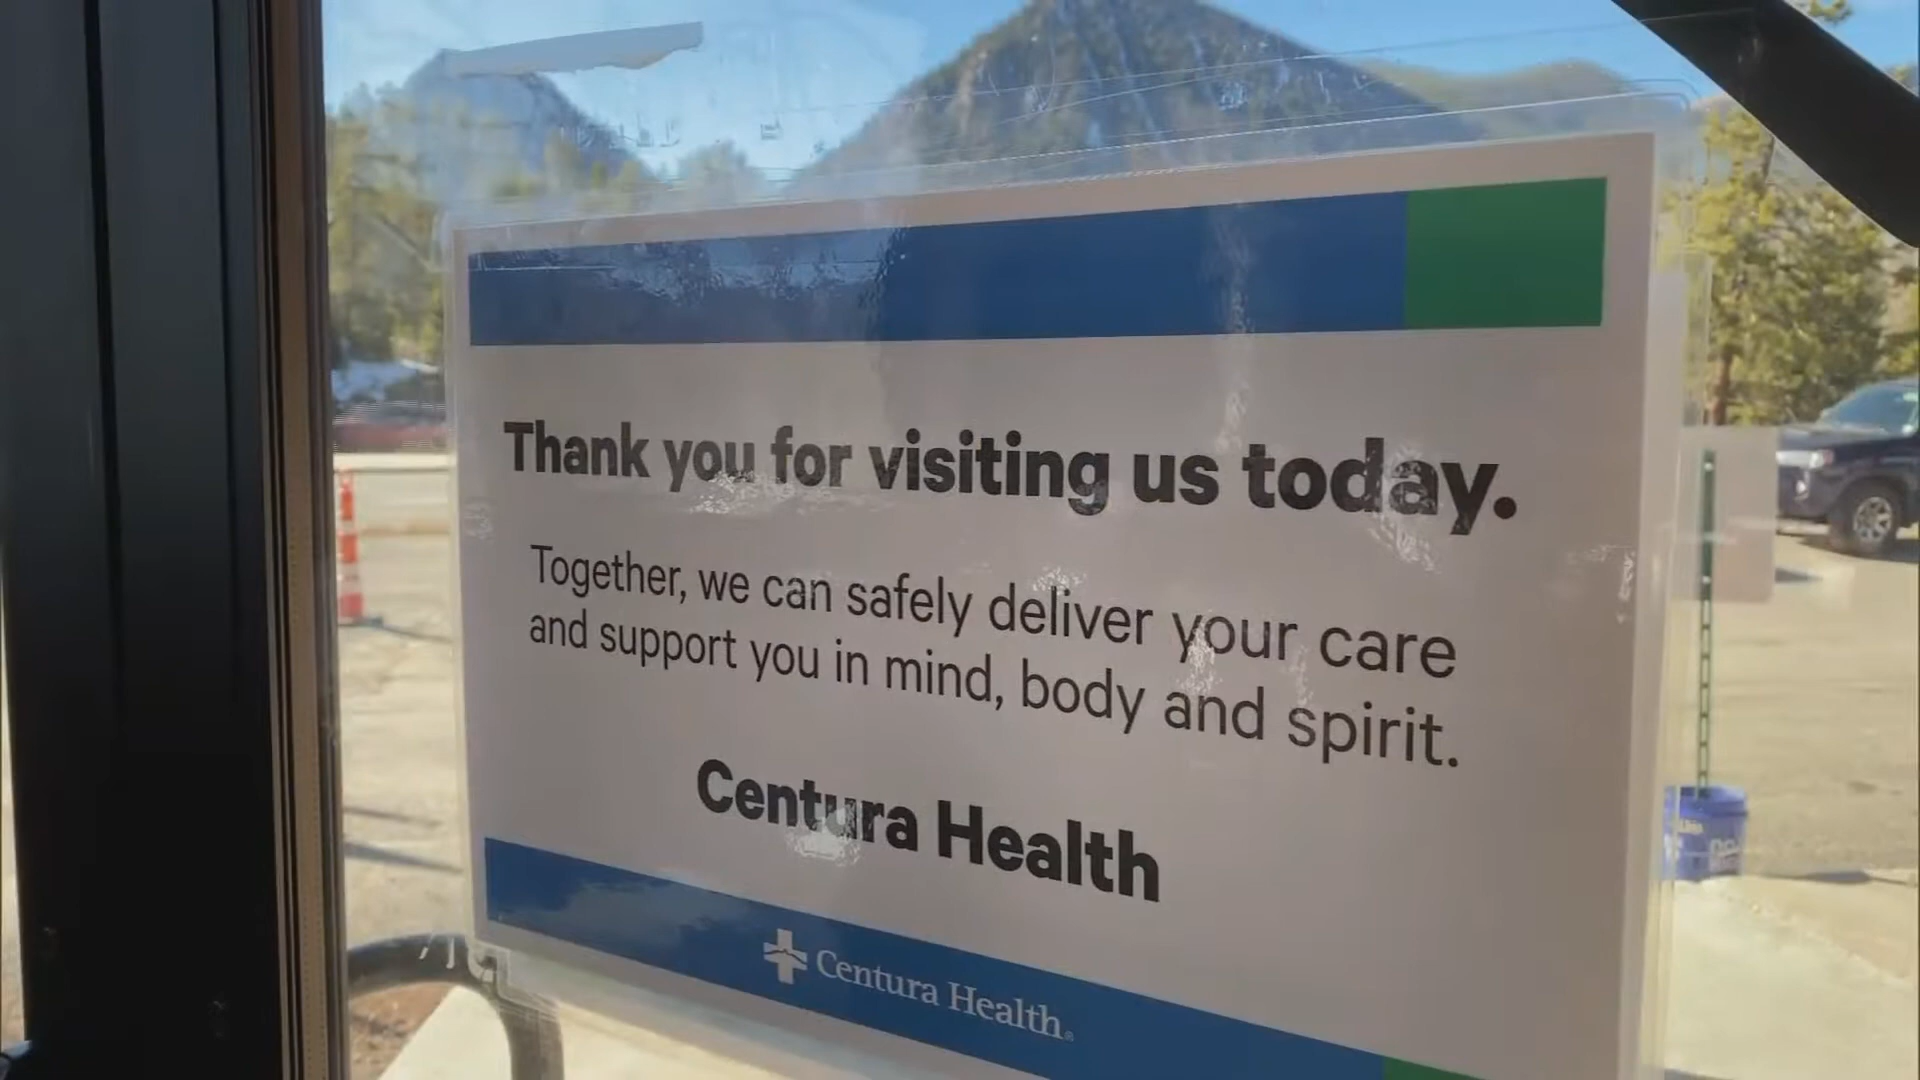 Thank you for visiting us today.
Together, we can safely deliver your care
and support you in mind, body and spirit.
Centura Health
Centura Health®